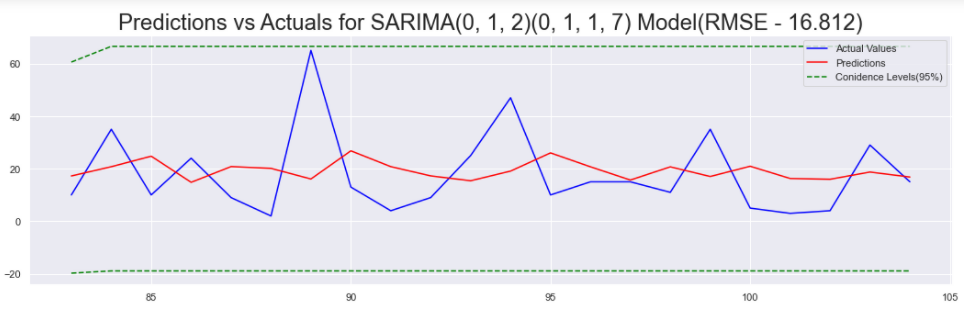 Predictions vs Actuals for SARIMA(0, 1, 2)(0, 1, 1, 7) Model(RMSE - 16.812)
Actual Values
Predictions
Conidence Levels(95%)
60
40
20
0
−20
85 90 95 100 105